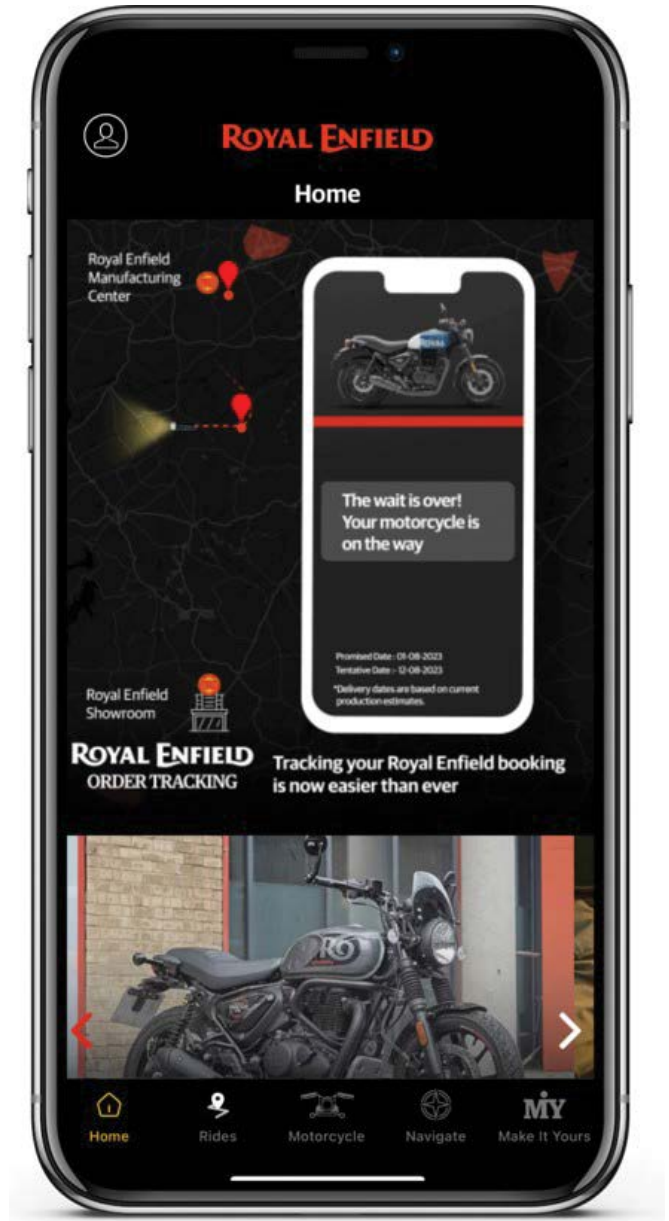 ROYAL ENFIELD
Home
Royal Enfield
Manufacturing
Center
ROYAL
The wait is over!
Your motorcycle is
on the way
Promised Date : 01-08-2023
Tentative Date :- 12-08-2023
*Delivery dates are based on current
production estimates.
Royal Enfield
Showroom
ROYAL ENFIELD
ORDER TRACKING
Tracking your Royal Enfield booking
is now easier than ever
R
Home
Rides
Motorcycle
Navigate
MiY
Make It Yours